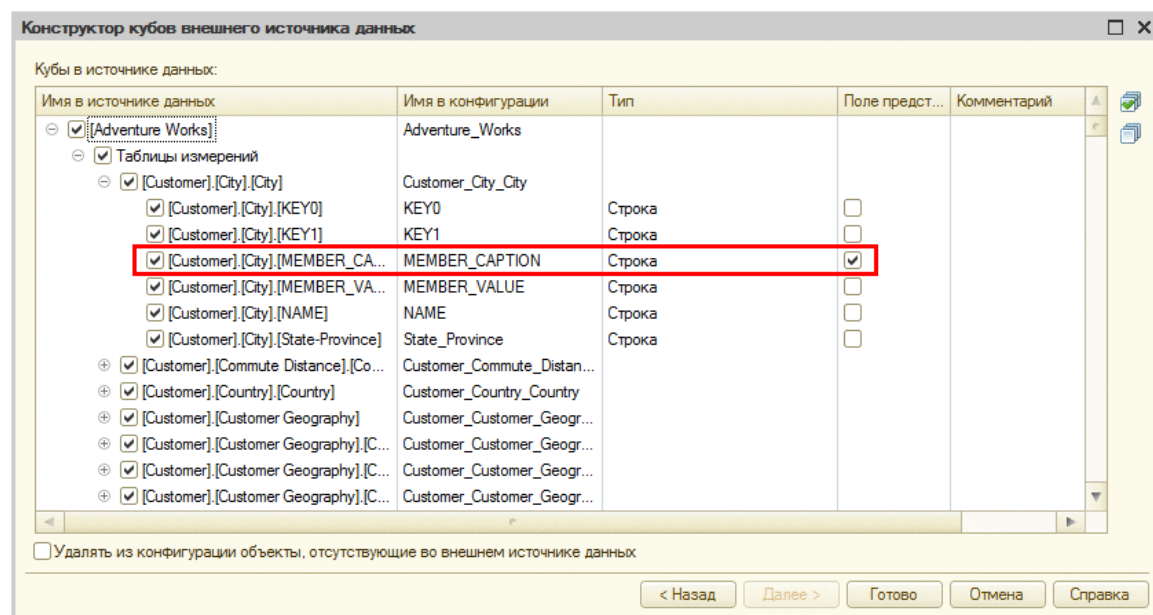 Конструктор кубов внешнего источника данных
Кубы в источнике данных:
Имя в источнике данных Имя в конфигурации Тип Поле предст... Комментарий
[Adventure Works] Adventure_Works
Таблицы измерений
[Customer].[City].[City] Customer_City_City
[Customer].[City].[KEY0] KEY0 Строка
[Customer].[City].[KEY1] KEY1 Строка
[Customer].[City].[MEMBER_CA... MEMBER_CAPTION Строка
[Customer].[City].[MEMBER_VA... MEMBER_VALUE Строка
[Customer].[City].[NAME] NAME Строка
[Customer].[City].[State-Province] State_Province Строка
[Customer].[Commute Distance].[Co... Customer_Commute_Distan...
[Customer].[Country].[Country] Customer_Country_Country
[Customer].[Customer Geography] Customer_Customer_Geogr...
[Customer].[Customer Geography].[C... Customer_Customer_Geogr...
[Customer].[Customer Geography].[C... Customer_Customer_Geogr...
[Customer].[Customer Geography].[C... Customer_Customer_Geogr...
Удалять из конфигурации объекты, отсутствующие во внешнем источнике данных
< Назад Далее > Готово Отмена Справка